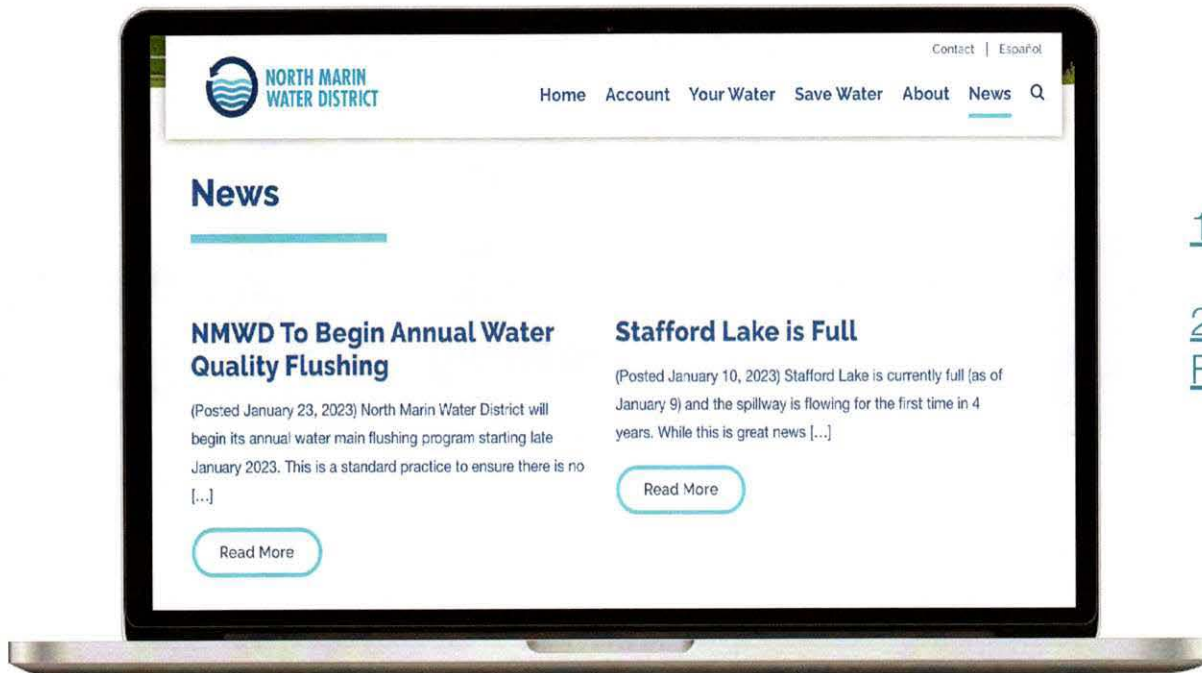 Contact | Español
NORTH MARIN
WATER DISTRICT
Home Account Your Water Save Water About News
News
NMWD To Begin Annual Water
Quality Flushing
(Posted January 23, 2023) North Marin Water District will
begin its annual water main flushing program starting late
January 2023. This is a standard practice to ensure there is no
[...]
Read More
Stafford Lake is Full
(Posted January 10, 2023) Stafford Lake is currently full (as of
January 9) and the spillway is flowing for the first time in 4
years. While this is great news [...]
Read More
1
2